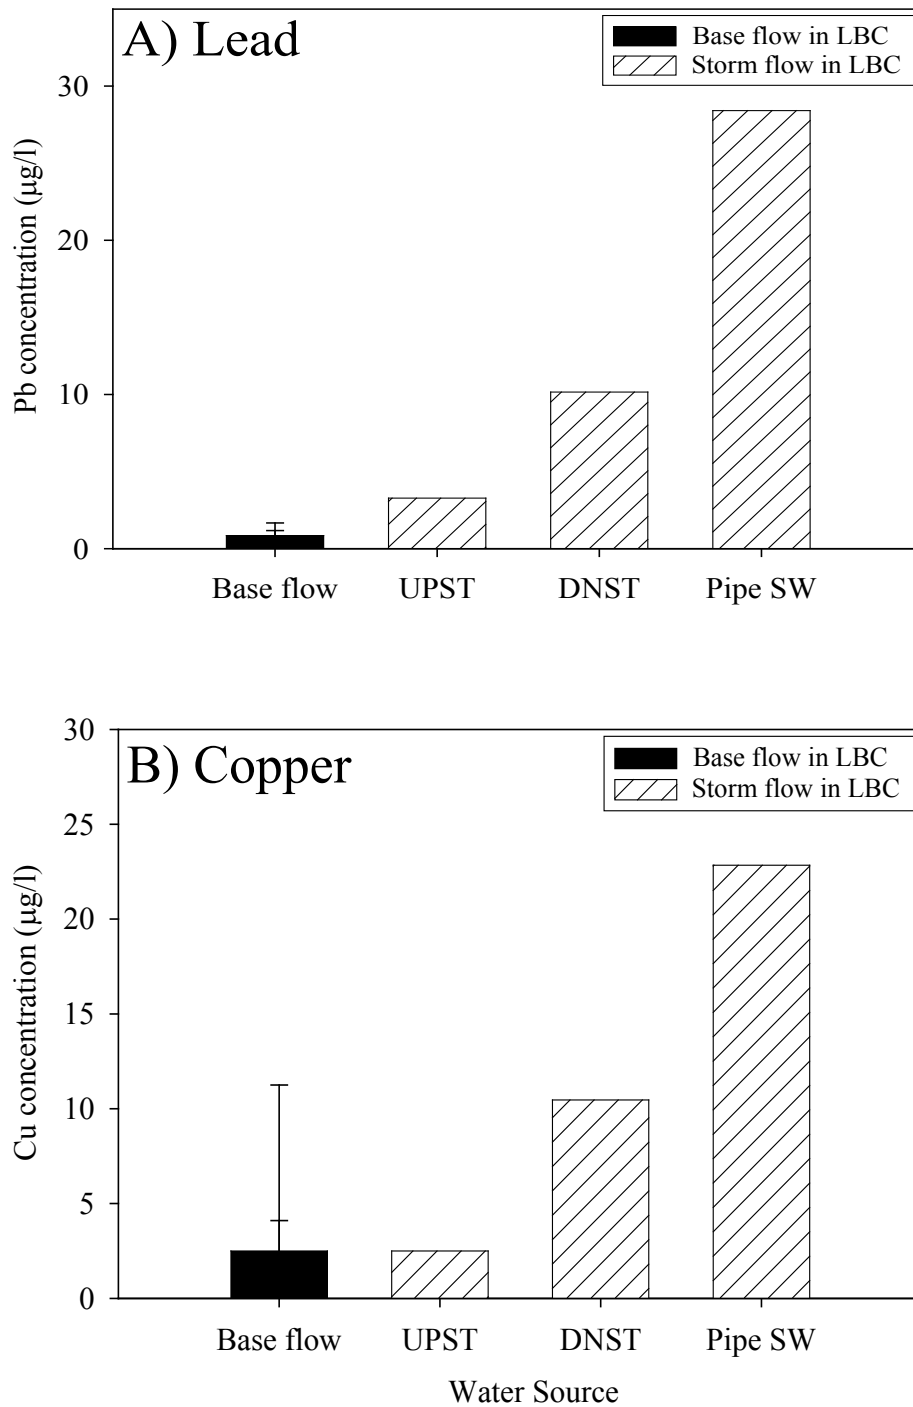 A) Lead
Base flow in LBC
Storm flow in LBC
Pb concentration (µg/l)
30
20
10
0
Base flow UPST DNST Pipe SW
B) Copper
Base flow in LBC
Storm flow in LBC
Cu concentration (µg/l)
30
25
20
15
10
5
0
Base flow UPST DNST Pipe SW
Water Source